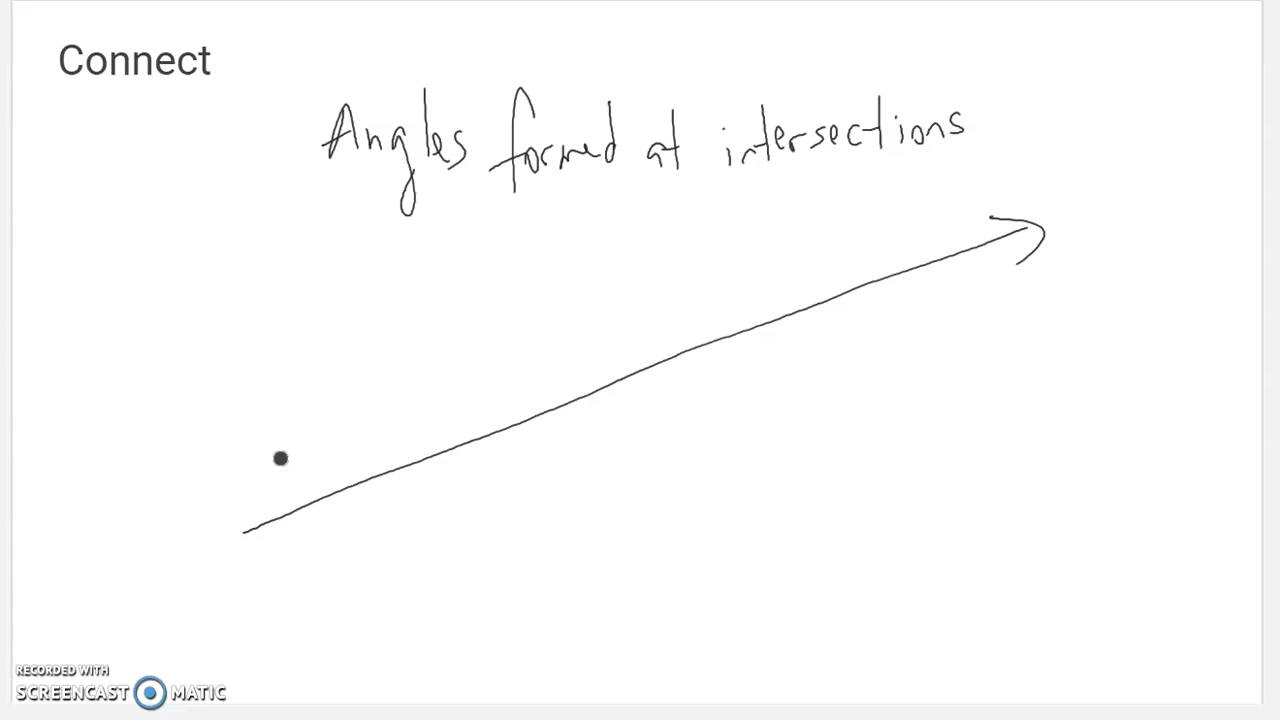 Connect
Angles formed at intersections
RECORDED WITH
SCREENCAST MATIC